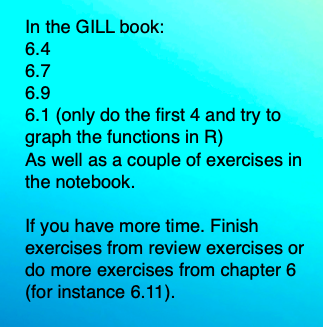 In the GILL book:
6.4
6.7
6.9
6.1 (only do the first 4 and try to
graph the functions in R)
As well as a couple of exercises in
the notebook.

If you have more time. Finish
exercises from review exercises or
do more exercises from chapter 6
(for instance 6.11).